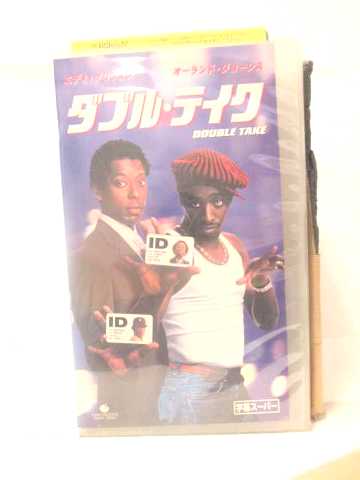 エディ・グリフィン
オーランド・ジョーンズ
ダブル・テイク
DOUBLE TAKE
ID
ID
字幕スーパー